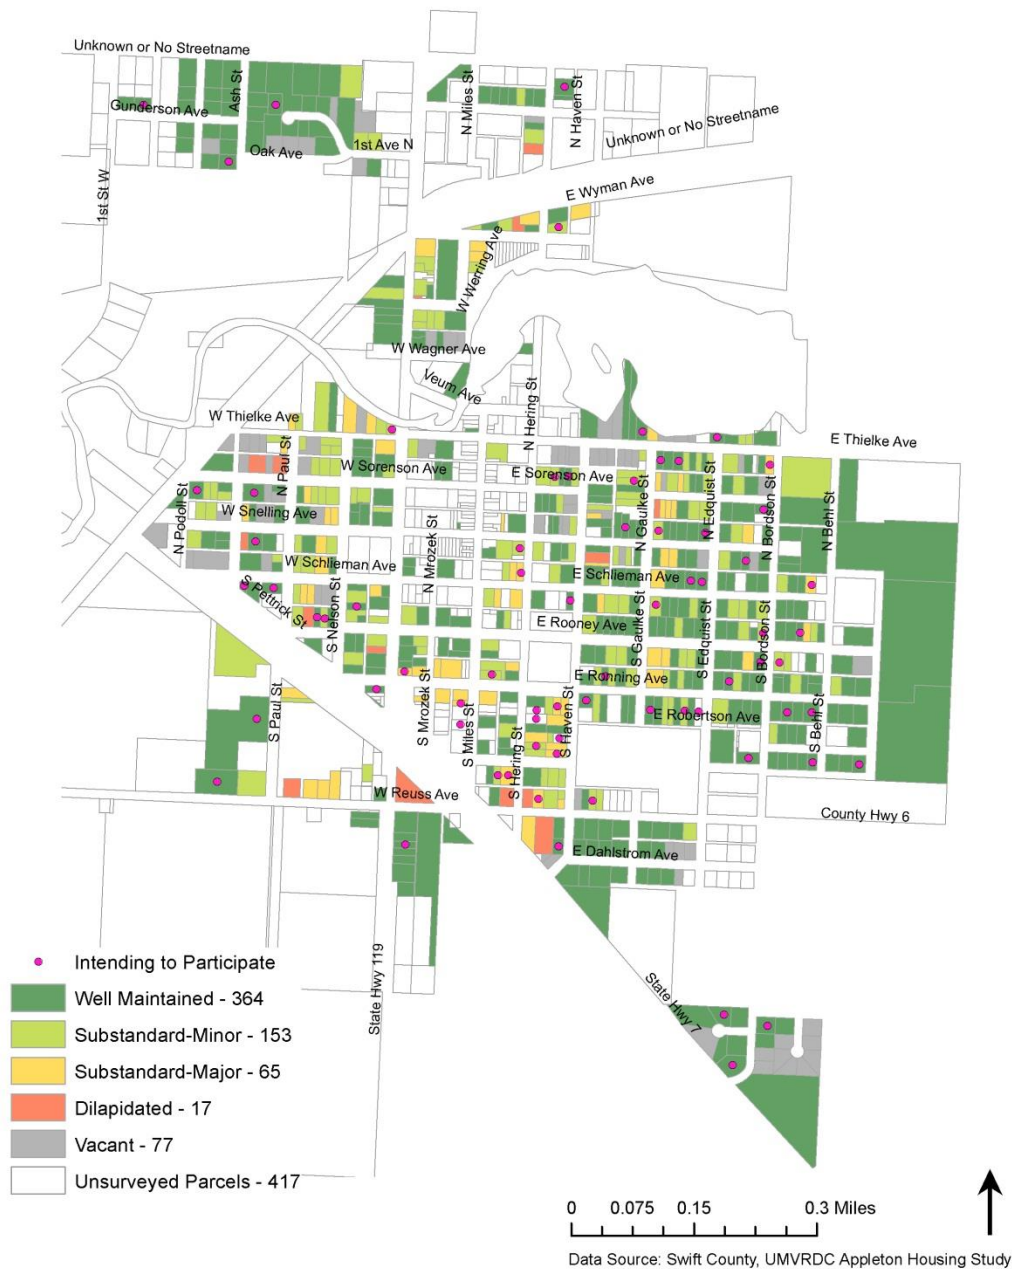 Unknown or No Streetname
Gunderson Ave
Ash St
Oak Ave
1st Ave N
1st St W
N Miles St
N Haven St
Unknown or No Streetname
E Wyman Ave
W Werring Ave
W Wagner Ave
Veum Ave
N Hering St
W Thielke Ave
E Thielke Ave
N Paul St
W Sorenson Ave
E Sorenson Ave
N Podoll St
W Snelling Ave
N Gaulke St
N Edquist St
N Bordson St
N Behl St
W Schlieman Ave
N Mrozek St
E Schlieman Ave
S Pettrick St
S Nelson St
E Rooney Ave
S Gaulke St
S Edquist St
S Bordson St
E Ronning Ave
S Paul St
S Mrozek St
S Miles St
S Hering St
S Haven St
E Robertson Ave
S Behl St
W Reuss Ave
County Hwy 6
E Dahlstrom Ave
State Hwy 119
State Hwy 7
Intending to Participate
Well Maintained - 364
Substandard-Minor - 153
Substandard-Major - 65
Dilapidated - 17
Vacant - 77
Unsurveyed Parcels - 417
0 0.075 0.15 0.3 Miles
Data Source: Swift County, UMVRDC Appleton Housing Study